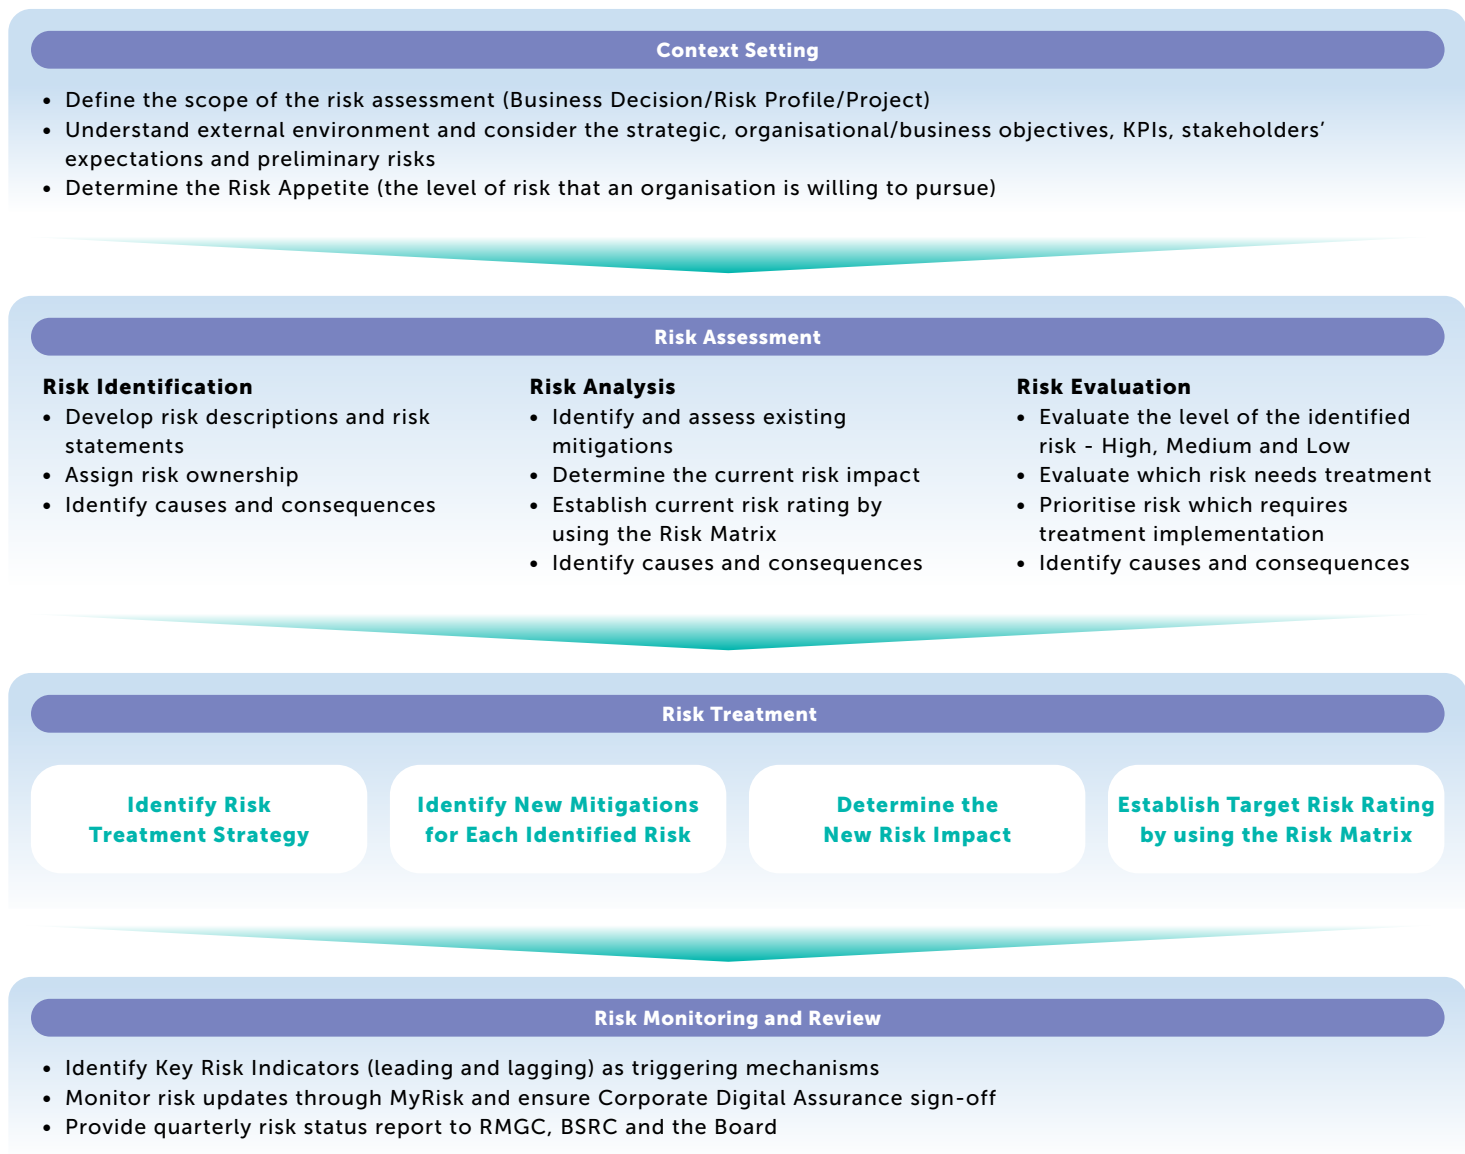 Context Setting
• Define the scope of the risk assessment (Business Decision/Risk Profile/Project)
• Understand external environment and consider the strategic, organisational/business objectives, KPIs, stakeholders’
expectations and preliminary risks
• Determine the Risk Appetite (the level of risk that an organisation is willing to pursue)
Risk Assessment
Risk Identification
• Develop risk descriptions and risk
statements
• Assign risk ownership
• Identify causes and consequences
Risk Analysis
• Identify and assess existing
mitigations
• Determine the current risk impact
• Establish current risk rating by
using the Risk Matrix
• Identify causes and consequences
Risk Evaluation
• Evaluate the level of the identified
risk - High, Medium and Low
• Evaluate which risk needs treatment
• Prioritise risk which requires
treatment implementation
• Identify causes and consequences
Risk Treatment
Identify Risk
Treatment Strategy
Identify New Mitigations
for Each Identified Risk
Determine the
New Risk Impact
Establish Target Risk Rating
by using the Risk Matrix
Risk Monitoring and Review
• Identify Key Risk Indicators (leading and lagging) as triggering mechanisms
• Monitor risk updates through MyRisk and ensure Corporate Digital Assurance sign-off
• Provide quarterly risk status report to RMGC, BSRC and the Board